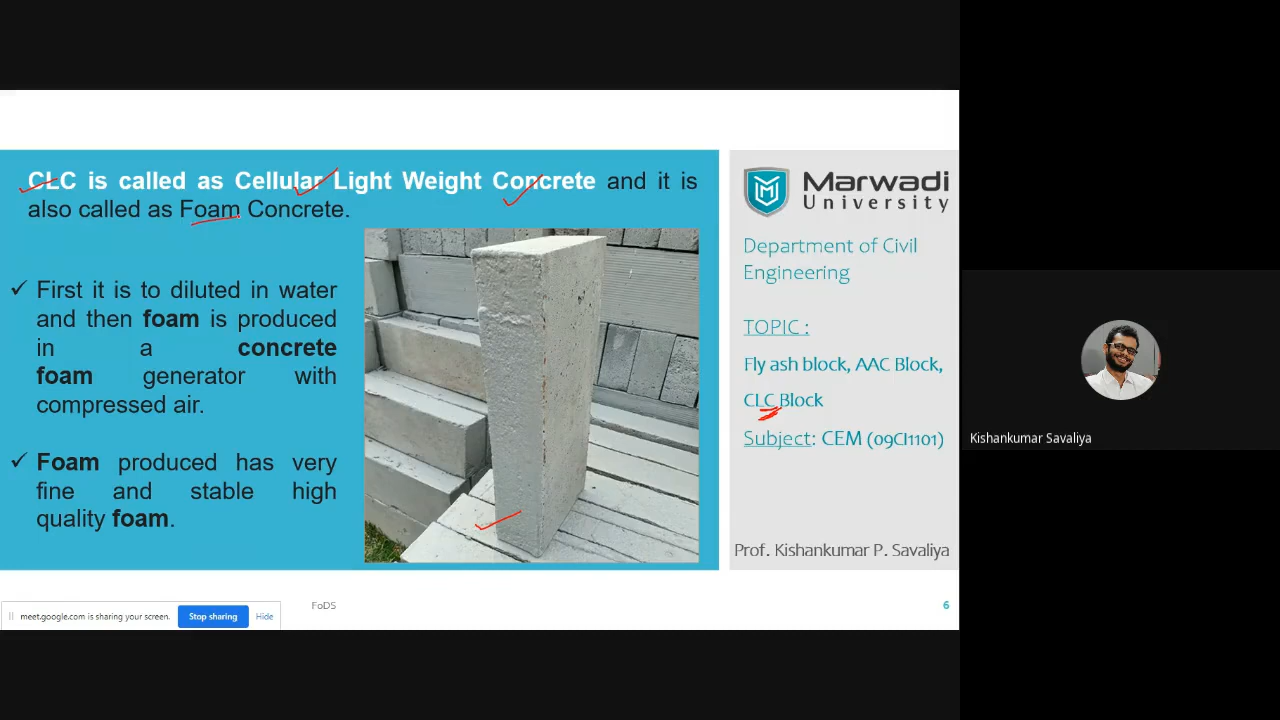 CLC is called as Cellular Light Weight Concrete and it is
also called as Foam Concrete.
✓ First it is to diluted in water
and then foam is produced
in a concrete
foam generator with
compressed air.
✓ Foam produced has very
fine and stable high
quality foam.
Marwadi
University
Department of Civil
Engineering
TOPIC :
Fly ash block, AAC Block,
CLC Block
Subject: CEM (09CI1101)
Prof. Kishankumar P. Savaliya
Kishankumar Savaliya
meet.google.com is sharing your screen.
Stop sharing
Hide
FoDS
6